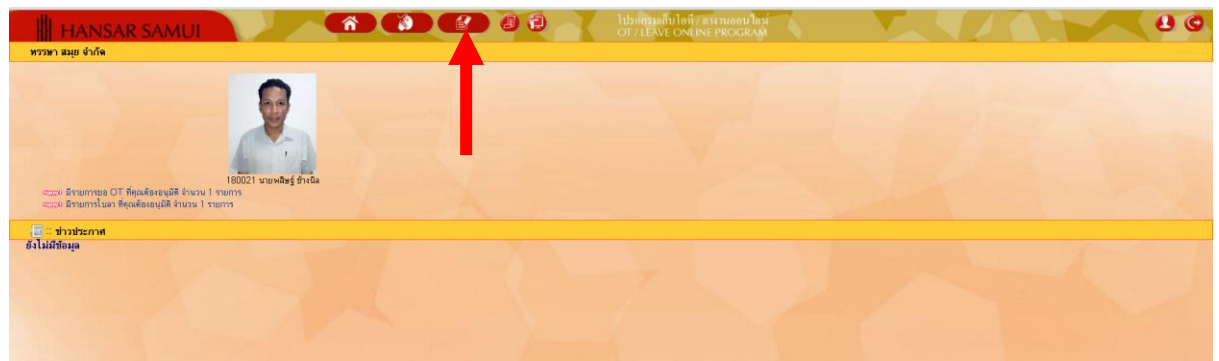 HANSAR SAMUI
โปรแกรมเก็บโอที / ลางานออนไลน์
OT / LEAVE ONLINE PROGRAM
หรรษา สมุย จำกัด
180021 นายพสิษฐ์ ช้างนิล
มีรายการขอ OT ที่คุณต้องอนุมัติ จำนวน 1 รายการ
มีรายการใบลา ที่คุณต้องอนุมัติ จำนวน 1 รายการ
:: ข่าวประกาศ
ยังไม่มีข้อมูล